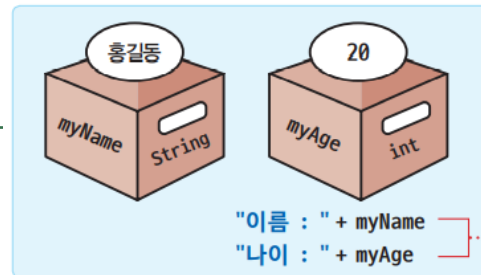 홍길동
20
myName
String
myAge
int
"이름 : " + myName
"나이 : " + myAge